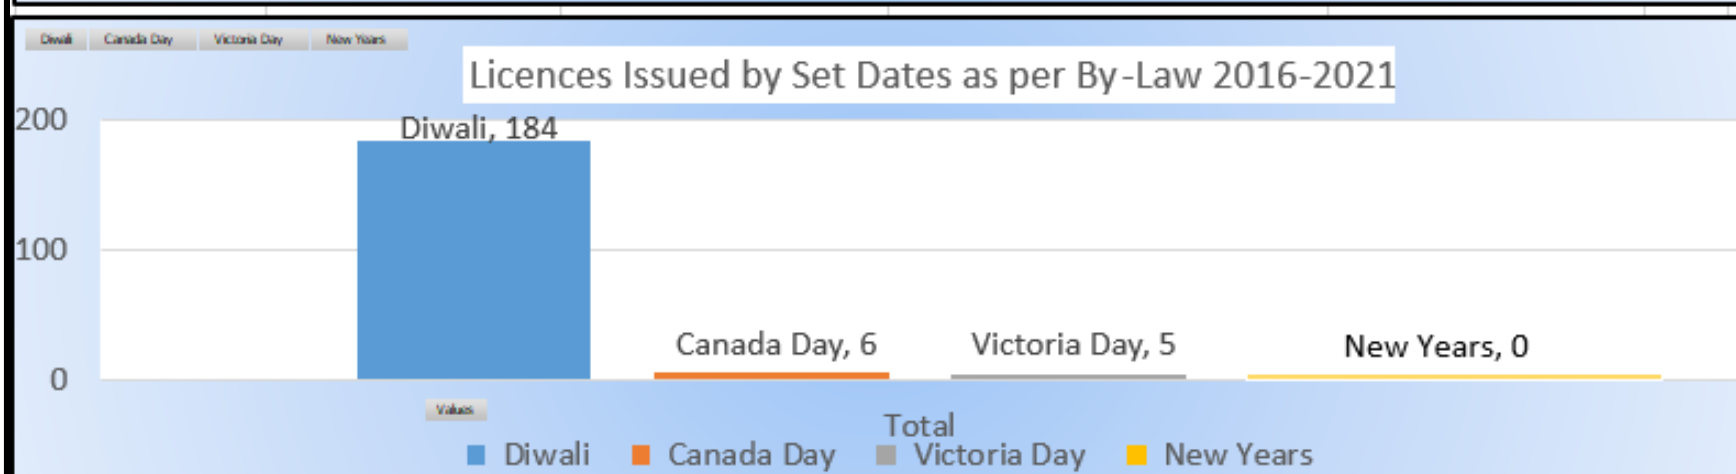 Diwali Canada Day Victoria Day New Years
Licences Issued by Set Dates as per By-Law 2016-2021
200
Diwali, 184
100
Canada Day, 6 Victoria Day, 5 New Years, 0
0
Values
Total
Diwali Canada Day Victoria Day New Years